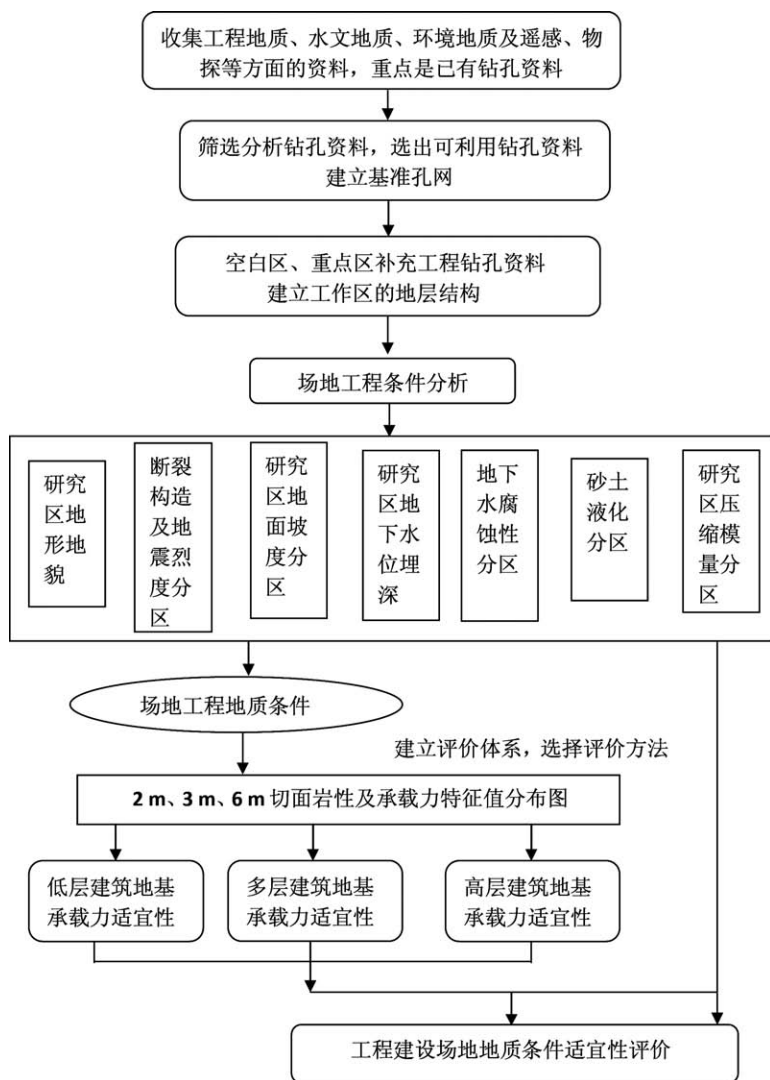 收集工程地质、水文地质、环境地质及遥感、物
探等方面的资料，重点是已有钻孔资料
筛选分析钻孔资料，选出可利用钻孔资料
建立基准孔网
空白区、重点区补充工程钻孔资料
建立工作区的地层结构
场地工程条件分析
研究
区地
形地
貌
断裂
构造
及地
震烈
度分
区
研究
区地
面坡
度分
区
研究
区地
下水
位埋
深
地下
水腐
蚀性
分区
砂土
液化
分区
研究
区压
缩模
量分
区
场地工程地质条件
建立评价体系，选择评价方法
2 m、3 m、6 m 切面岩性及承载力特征值分布图
低层建筑地基
承载力适宜性
多层建筑地基
承载力适宜性
高层建筑地基
承载力适宜性
工程建设场地地质条件适宜性评价